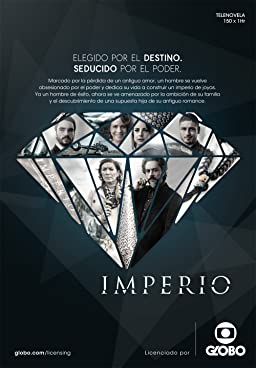 TELENOVELA
150 x 1Hr
ELEGIDO POR EL DESTINO.
SEDUCIDO POR EL PODER.
Marcado por la pérdida de un antiguo amor, un hombre se vuelve
obsesionado por el poder y dedica su vida a construir un imperio de joyas.
Ya un hombre de éxito, ahora se ve amenazado por la ambición de su familia
y el descubrimiento de una supuesta hija de su antiguo romance.
IMPERIO
globo.com/licensing
Licenciado por
GLOBO